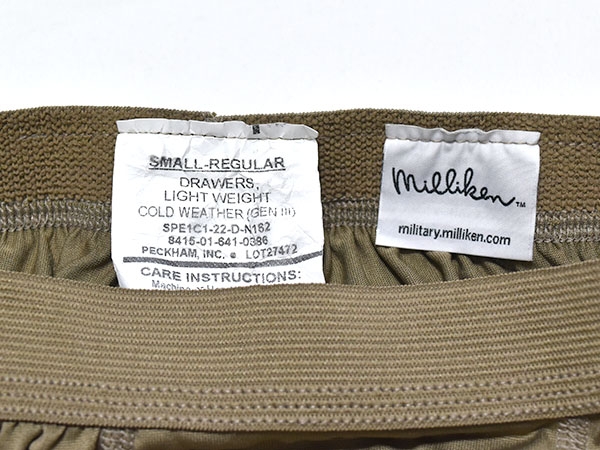 SMALL-REGULAR
DRAWERS,
LIGHT WEIGHT
COLD WEATHER (GEN III)
SPE1C1-22-D-N162
8415-01-641-0386
PECKHAM, INC. LOT27472
CARE INSTRUCTIONS:
Milliken™
military.milliken.com